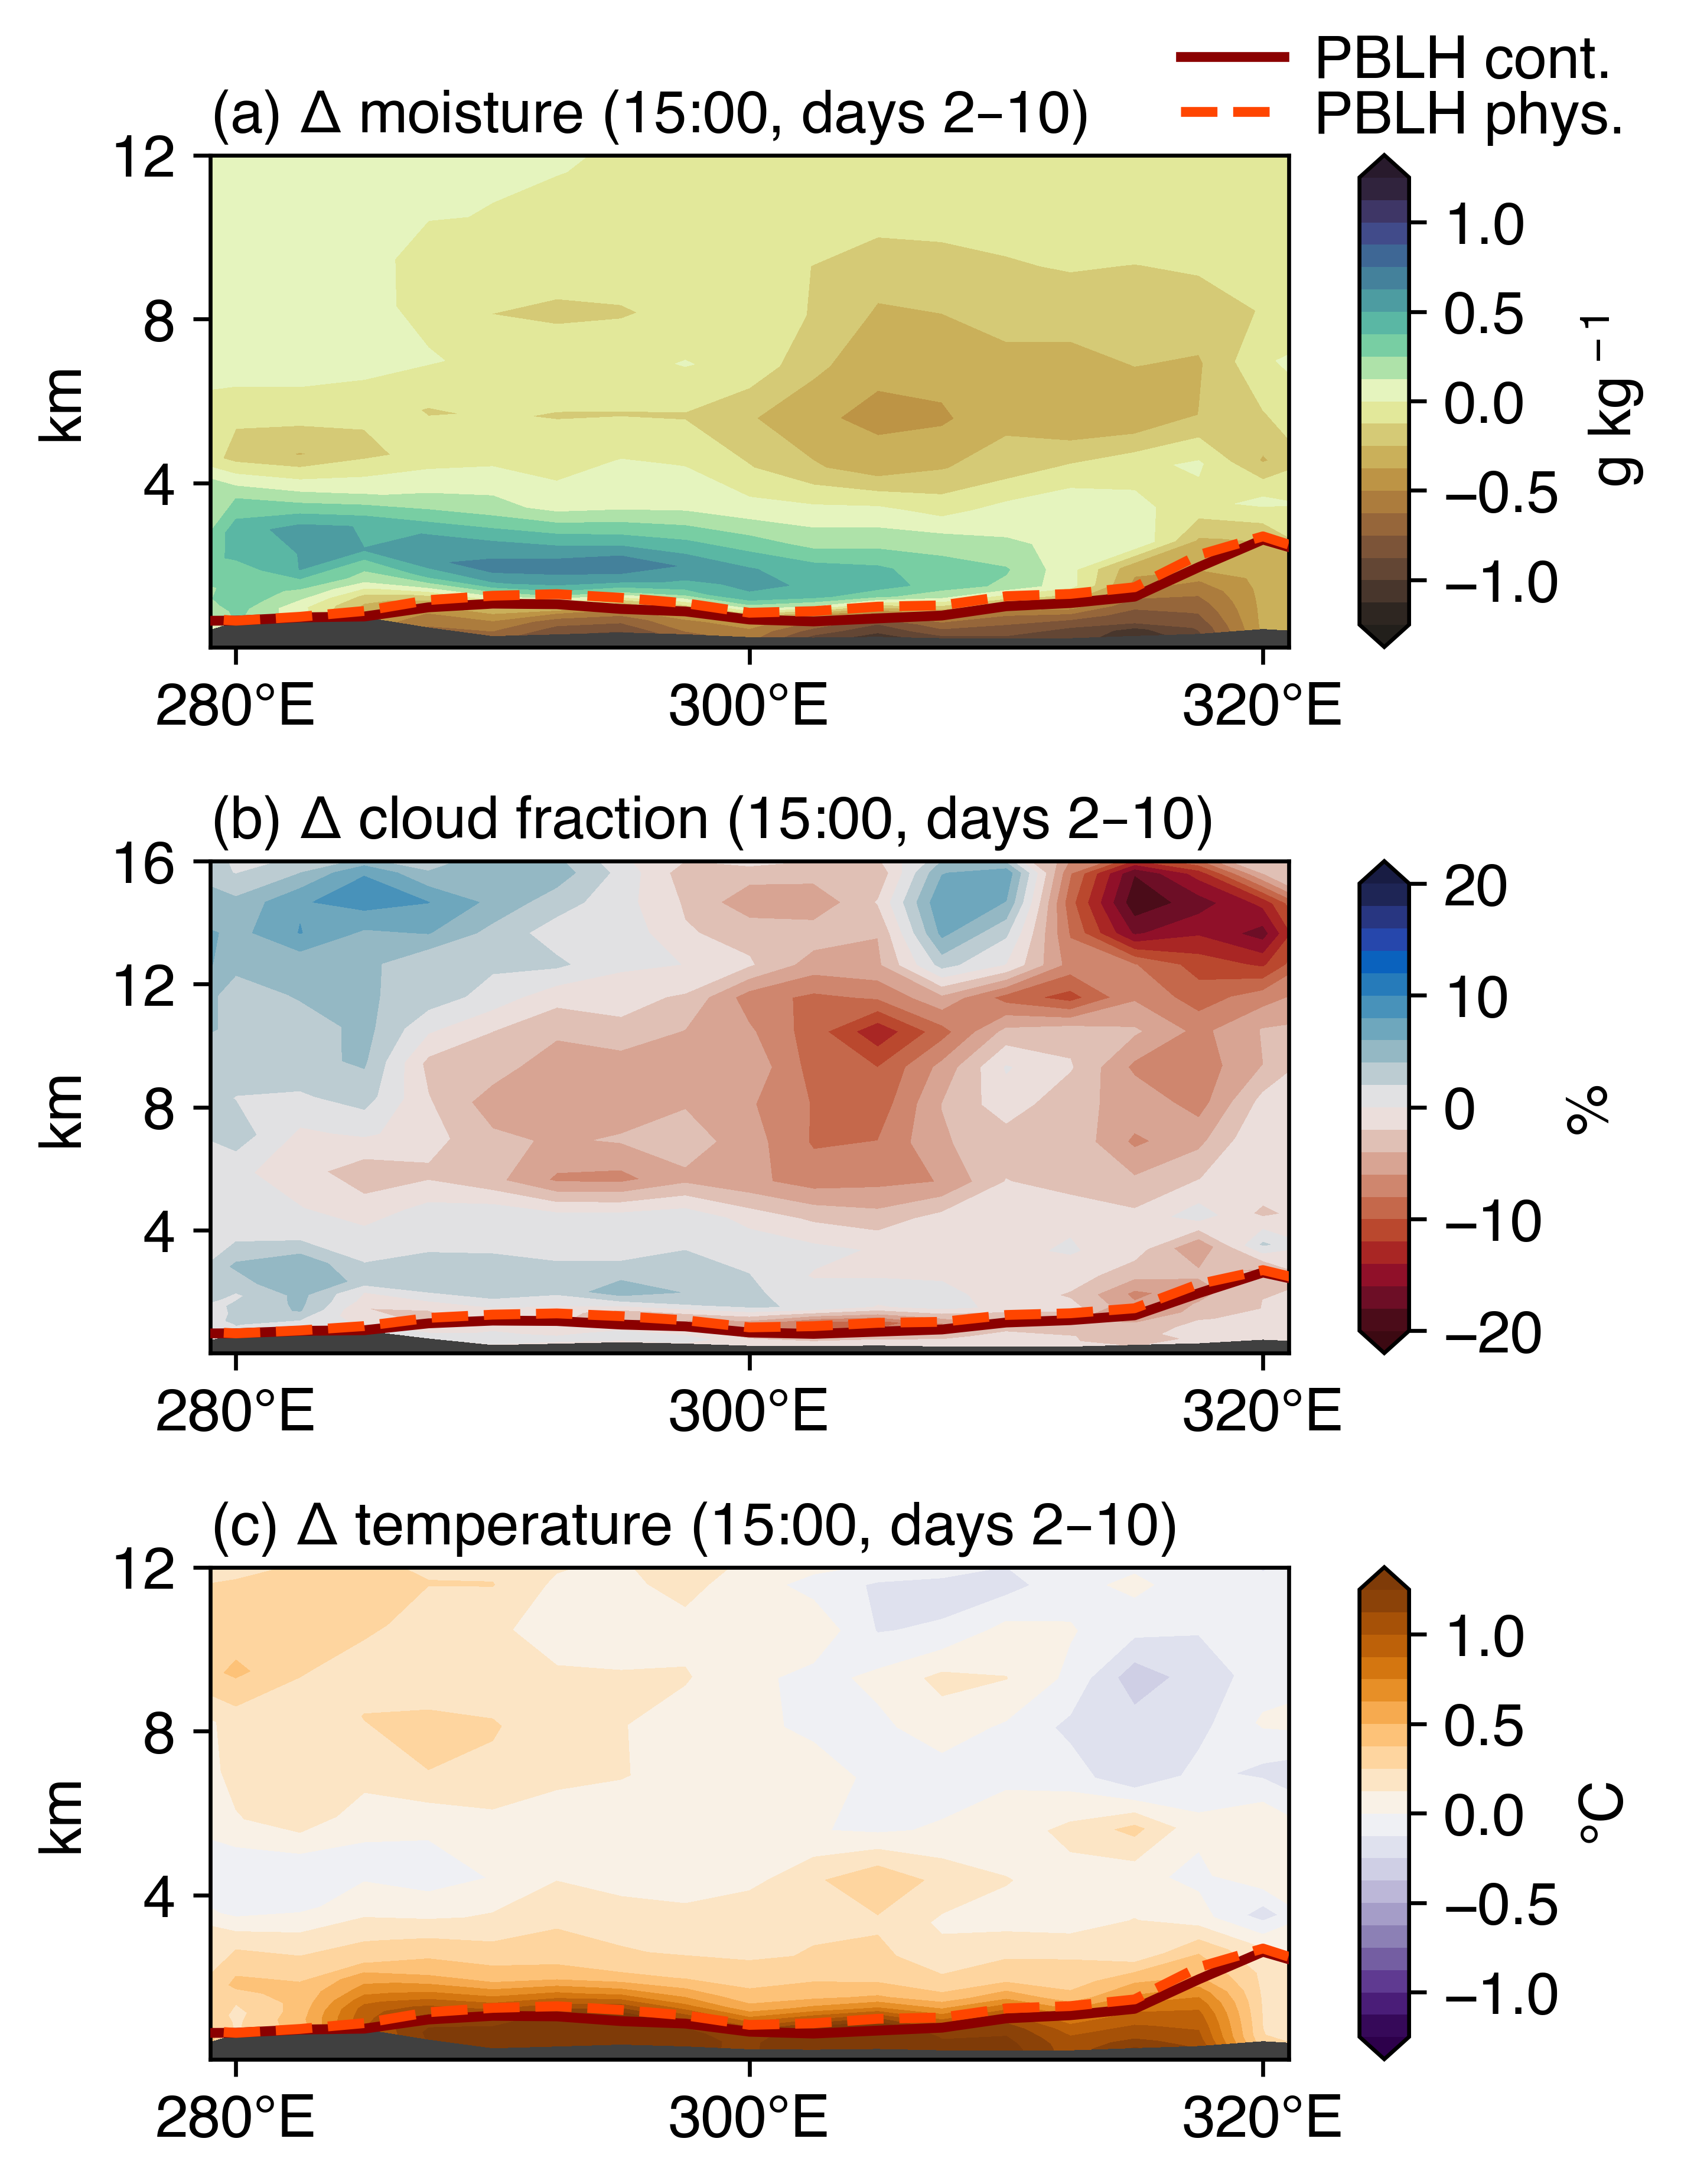 PBLH cont.
PBLH phys.
(a) Δ moisture (15:00, days 2–10)
12
8
4
km
280°E 300°E 320°E
1.0
0.5
0.0
−0.5
−1.0
g kg⁻¹
(b) Δ cloud fraction (15:00, days 2–10)
16
12
8
4
km
280°E 300°E 320°E
20
10
0
−10
−20
%
(c) Δ temperature (15:00, days 2–10)
12
8
4
km
280°E 300°E 320°E
1.0
0.5
0.0
−0.5
−1.0
°C